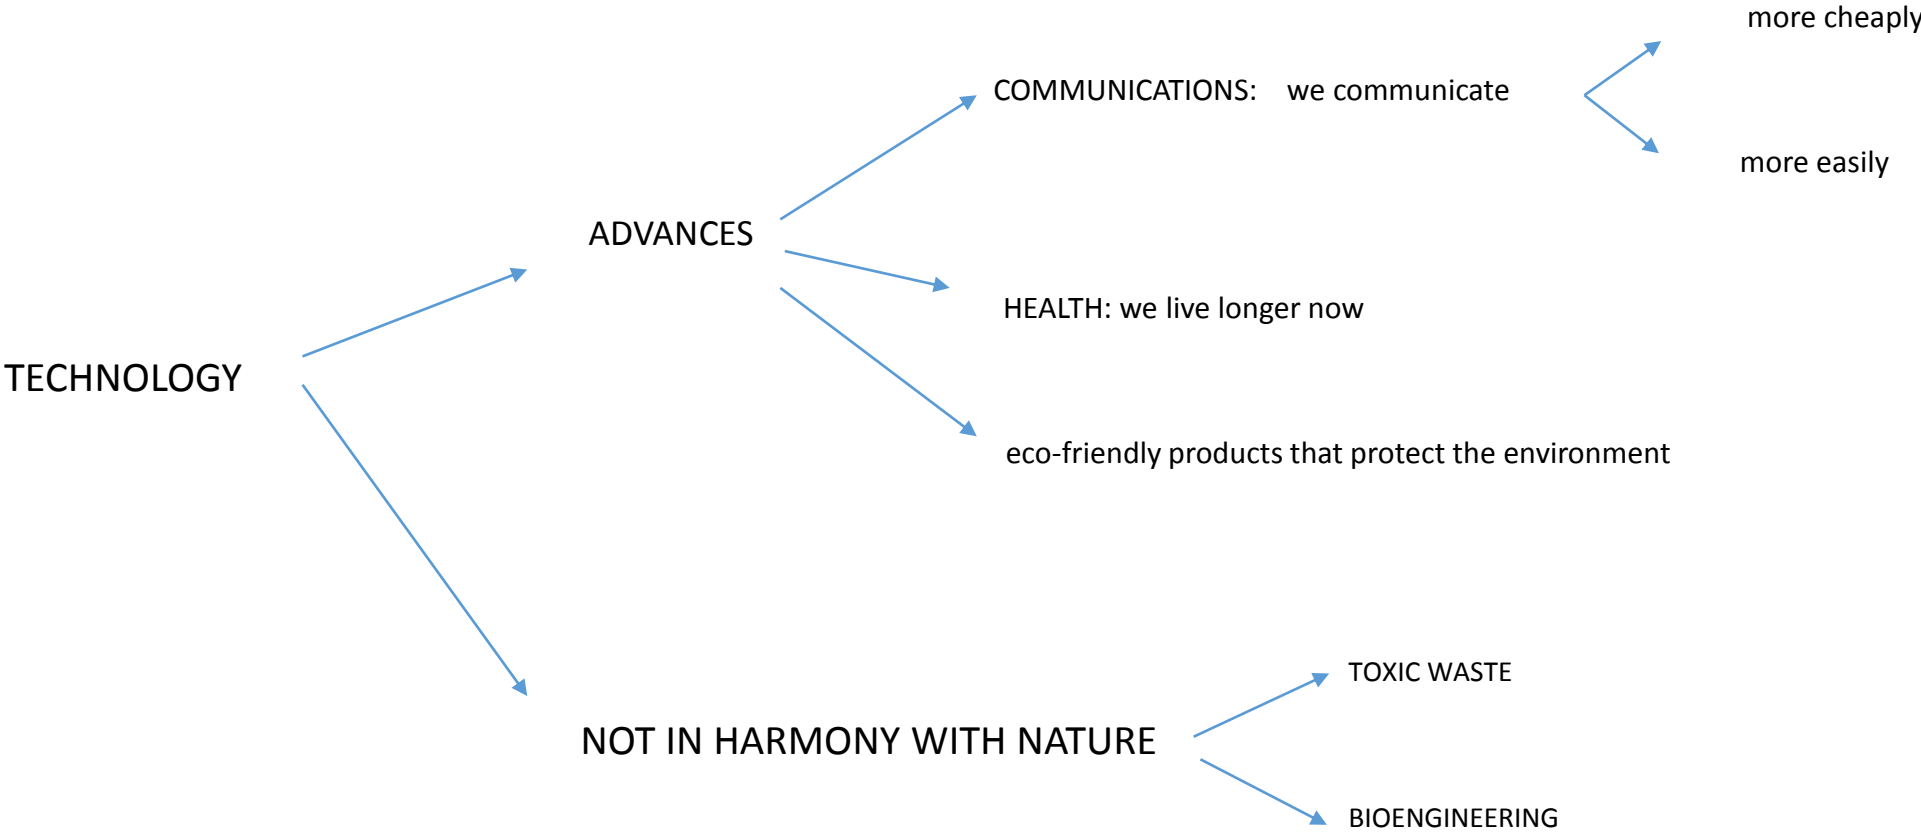 more cheaply
COMMUNICATIONS: we communicate
more easily
ADVANCES
HEALTH: we live longer now
TECHNOLOGY
eco-friendly products that protect the environment
TOXIC WASTE
NOT IN HARMONY WITH NATURE
BIOENGINEERING